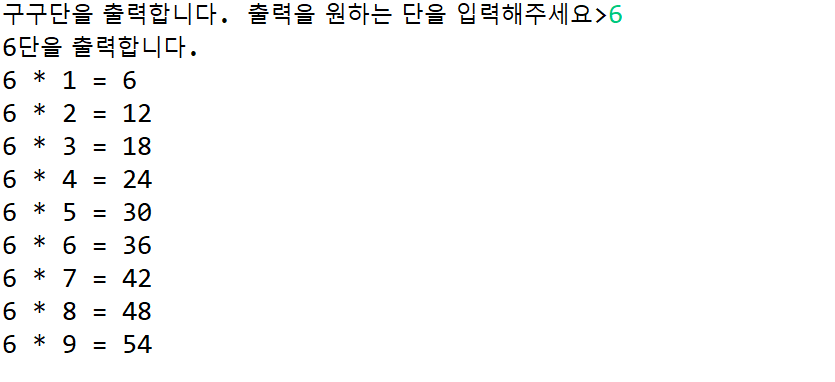 구구단을 출력합니다. 출력을 원하는 단을 입력해주세요>6
6단을 출력합니다.
6 * 1 = 6
6 * 2 = 12
6 * 3 = 18
6 * 4 = 24
6 * 5 = 30
6 * 6 = 36
6 * 7 = 42
6 * 8 = 48
6 * 9 = 54